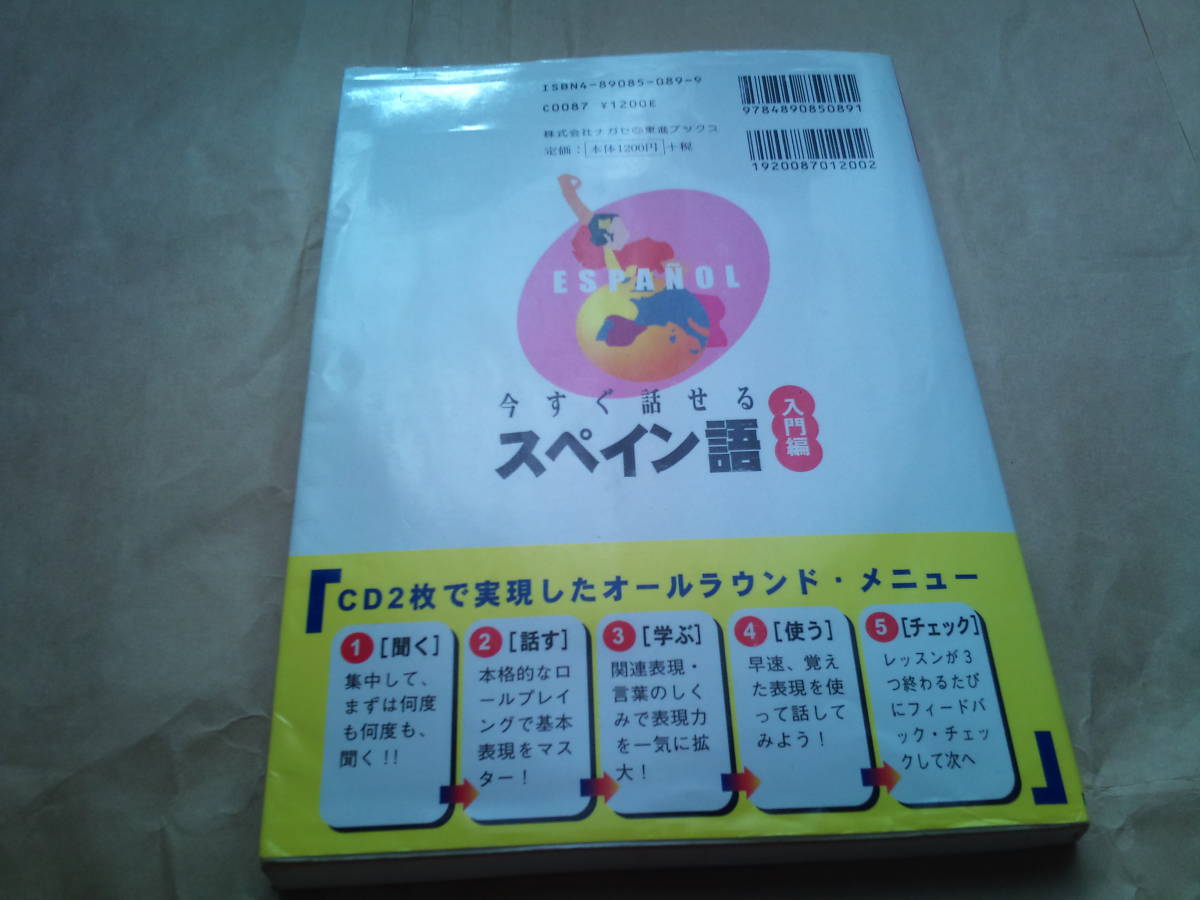 ISBN4-89085-089-9
C0087 ¥1200E
株式会社ナガセ 東進ブックス
定価：本体1200円+税
9784890850891
1920087012002
ESPAÑOL
今すぐ話せる
スペイン語
入門編
「CD2枚で実現したオールラウンド・メニュー
1 [聞く]
集中して、
まずは何度
も何度も、
聞く!!
2 [話す]
本格的なロ
ールプレイ
ングで基本
表現をマス
ター！
3 [学ぶ]
関連表現・
言葉のしく
みで表現力
を一気に拡
大！
4 [使う]
早速、覚え
た表現を使
って話して
みよう！
5 [チェック]
レッスンが3
つ終わるたび
にフィードバ
ック・チェッ
クして次へ
」